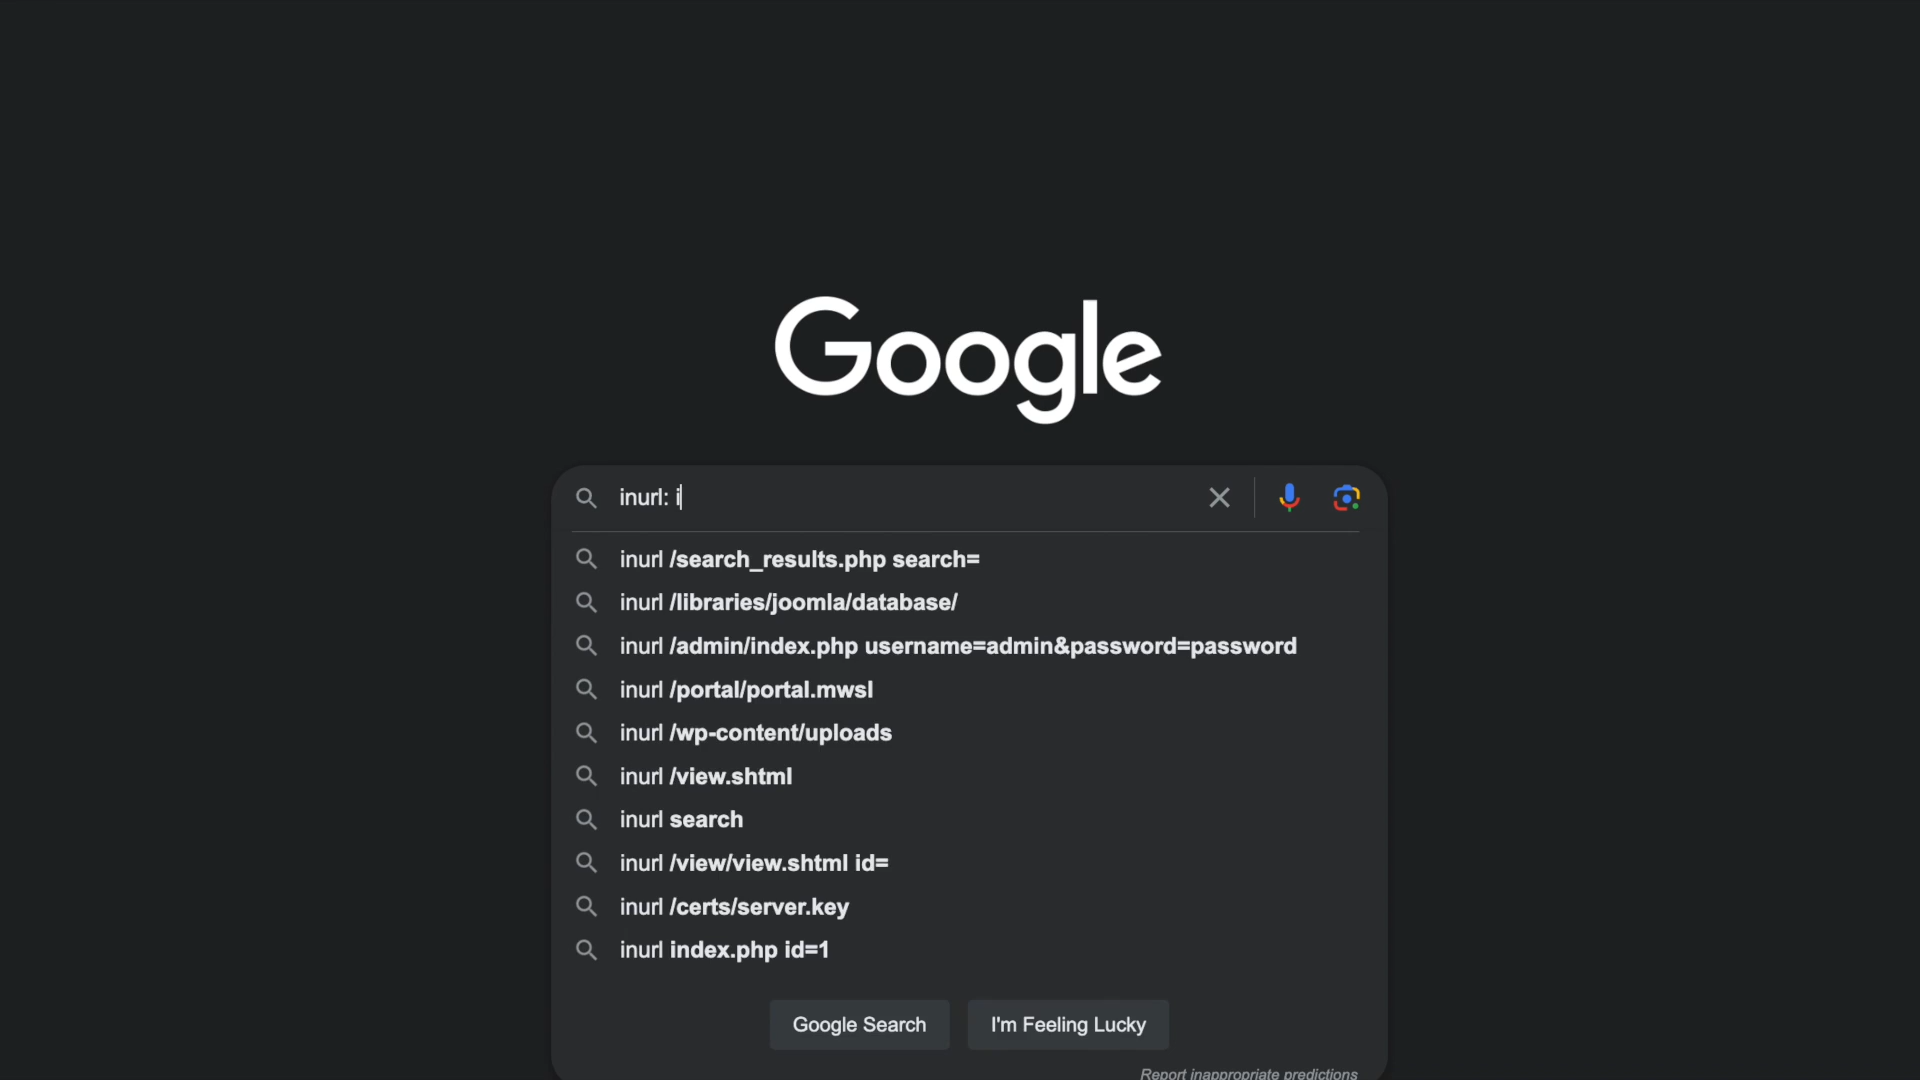 Google
inurl: i
inurl /search_results.php search=
inurl /libraries/joomla/database/
inurl /admin/index.php username=admin&password=password
inurl /portal/portal.mwsl
inurl /wp-content/uploads
inurl /view.shtml
inurl search
inurl /view/view.shtml id=
inurl /certs/server.key
inurl index.php id=1
Google Search
I'm Feeling Lucky
Report inappropriate predictions